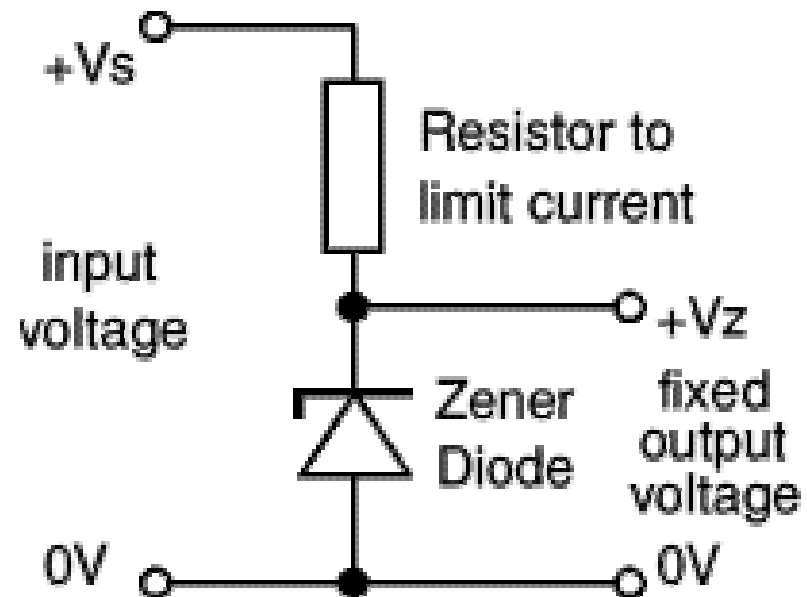 +Vs
Resistor to
limit current
input
voltage
+Vz
Zener
Diode
fixed
output
voltage
0V
0V